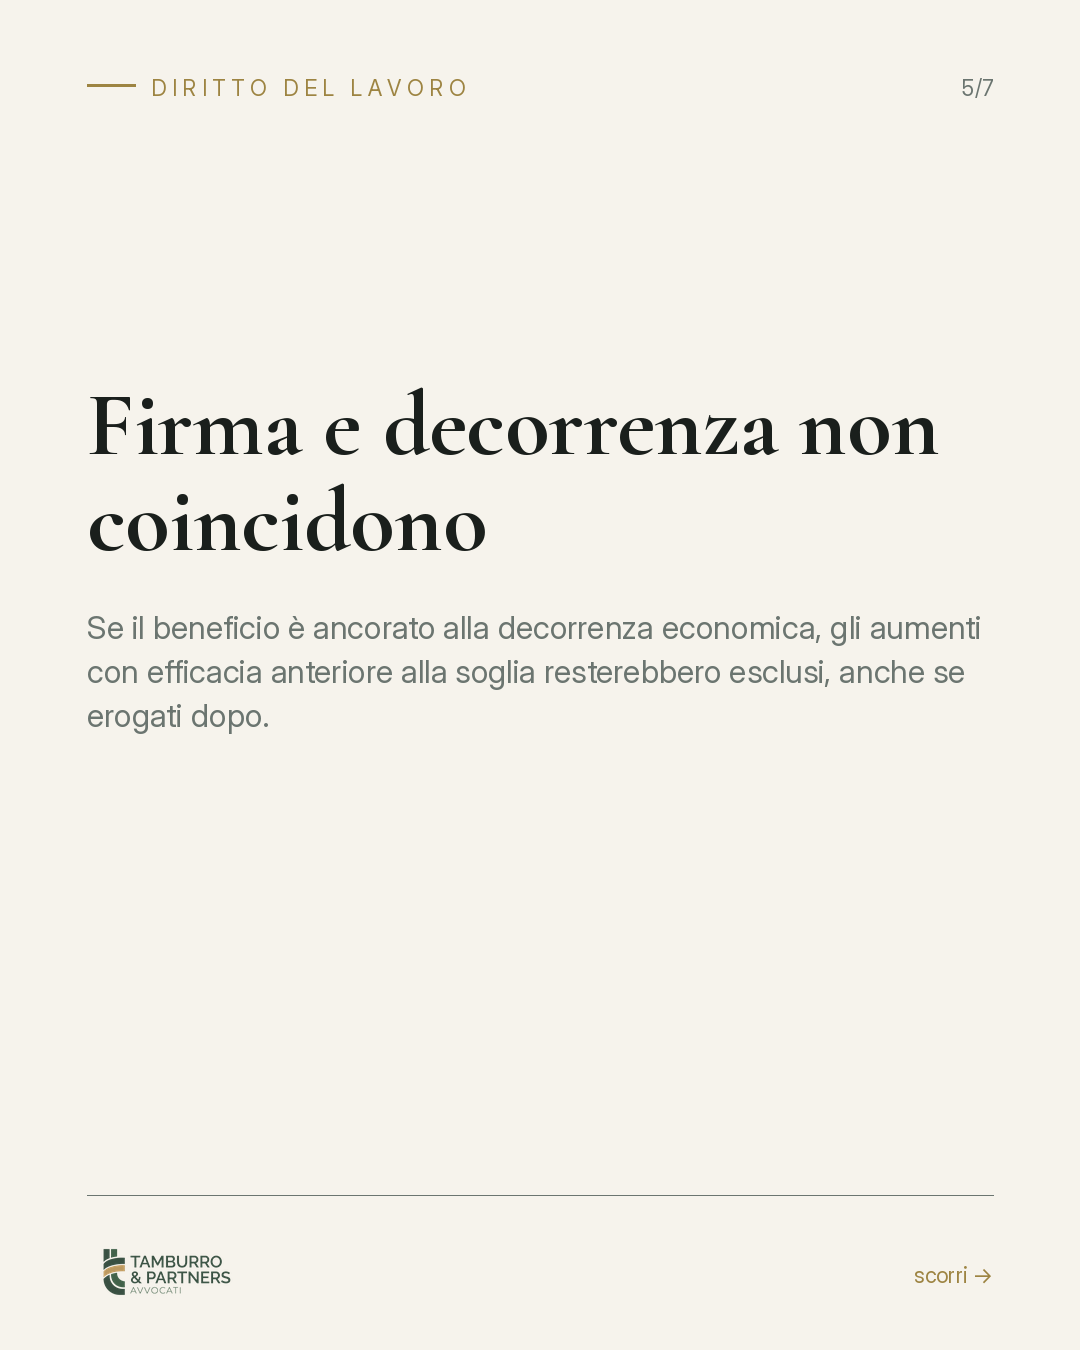 DIRITTO DEL LAVORO
5/7
Firma e decorrenza non
coincidono
Se il beneficio è ancorato alla decorrenza economica, gli aumenti
con efficacia anteriore alla soglia resterebbero esclusi, anche se
erogati dopo.
TAMBURRO
& PARTNERS
AVVOCATI
scorri →